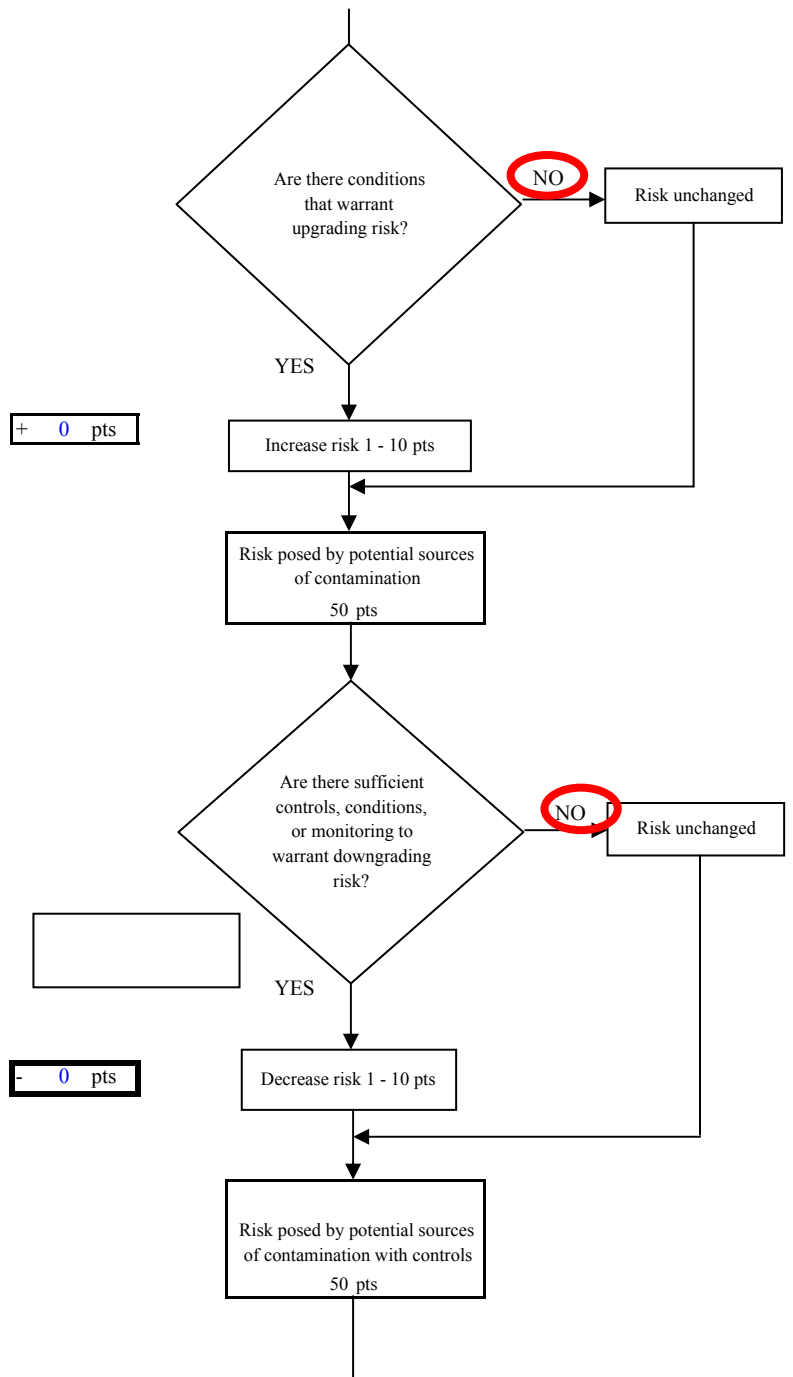 Are there conditions
that warrant
upgrading risk?
NO
Risk unchanged
YES
+ 0 pts
Increase risk 1 - 10 pts
Risk posed by potential sources
of contamination
50 pts
Are there sufficient
controls, conditions,
or monitoring to
warrant downgrading
risk?
NO
Risk unchanged
YES
- 0 pts
Decrease risk 1 - 10 pts
Risk posed by potential sources
of contamination with controls
50 pts